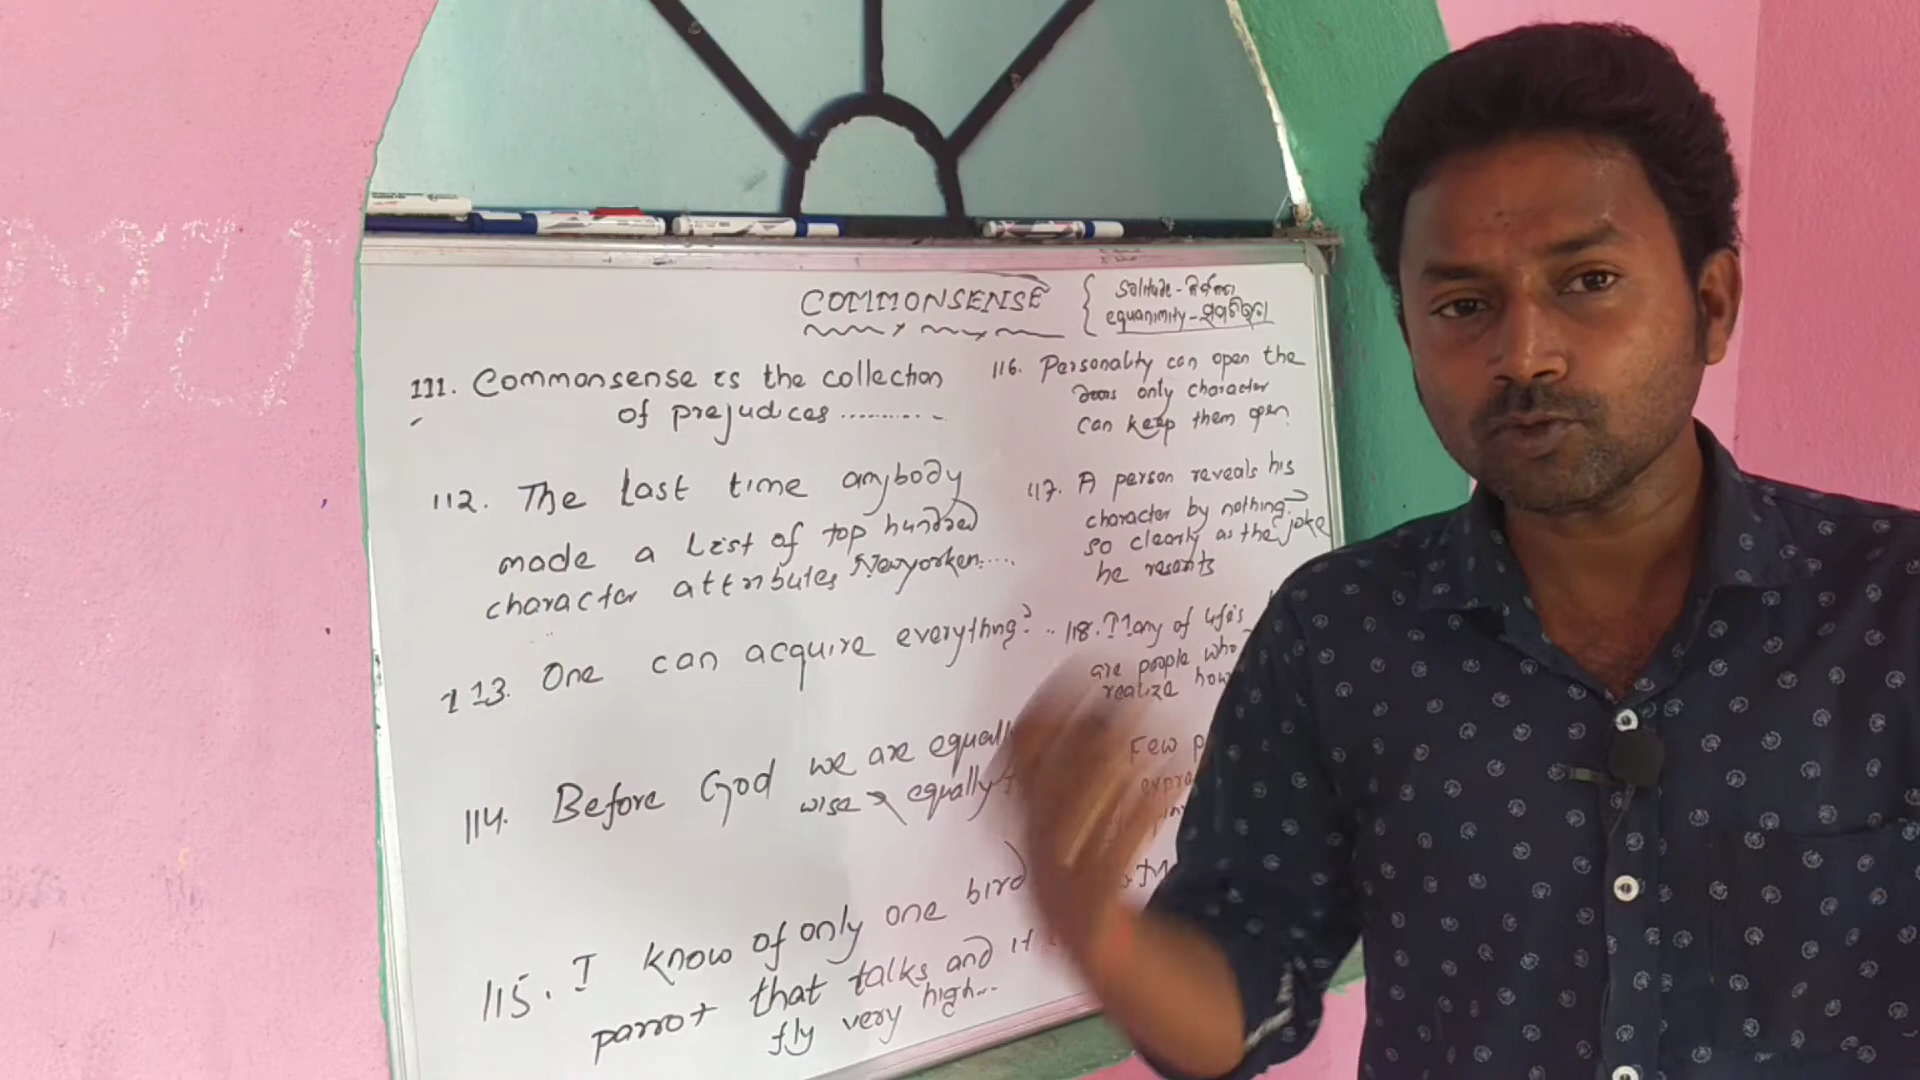 COMMONSENSE
solitude - ନିର୍ଜନତା
equanimity -
111. Commonsense is the collection
of prejudices ..........
112. The last time anybody
made a List of top hundred
character attributes Newyorken.....
113. One can acquire everything? ..
114. Before God we are equally
wise & equally
115. I know of only one bird
parrot that talks and it
fly very high...
116. Personality can open the
doors only character
can keep them open.
117. A person reveals his
character by nothing?
so clearly as the joke
he resents
118. Many of life's
are people who
realize how
Few